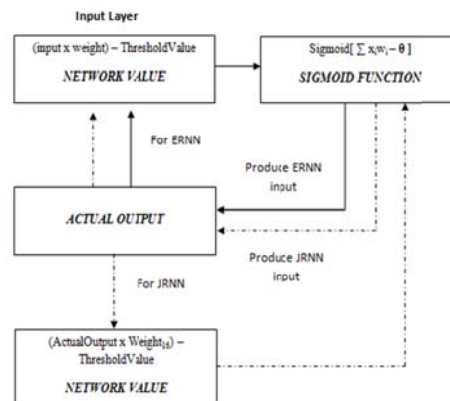 Input Layer
(input x weight) – ThresholdValue
NETWORK VALUE
Sigmoid[ ∑ xᵢwᵢ – θ ]
SIGMOID FUNCTION
For ERNN
Produce ERNN
input
ACTUAL OUTPUT
Produce JRNN
input
For JRNN
(ActualOutput x Weight₁₆) –
ThresholdValue
NETWORK VALUE